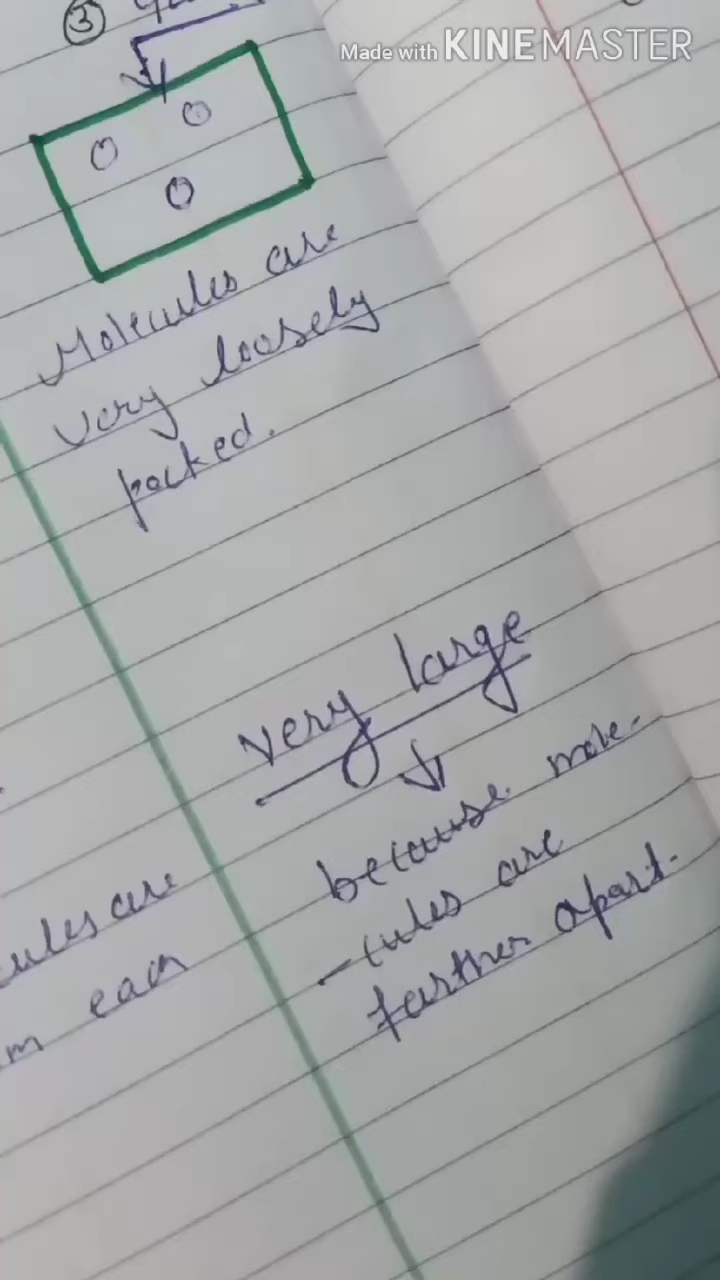 Made with KINEMASTER
③
Molecules are
very loosely
packed.
very large
because mole-
-cules are
farther apart.
ules are
m each